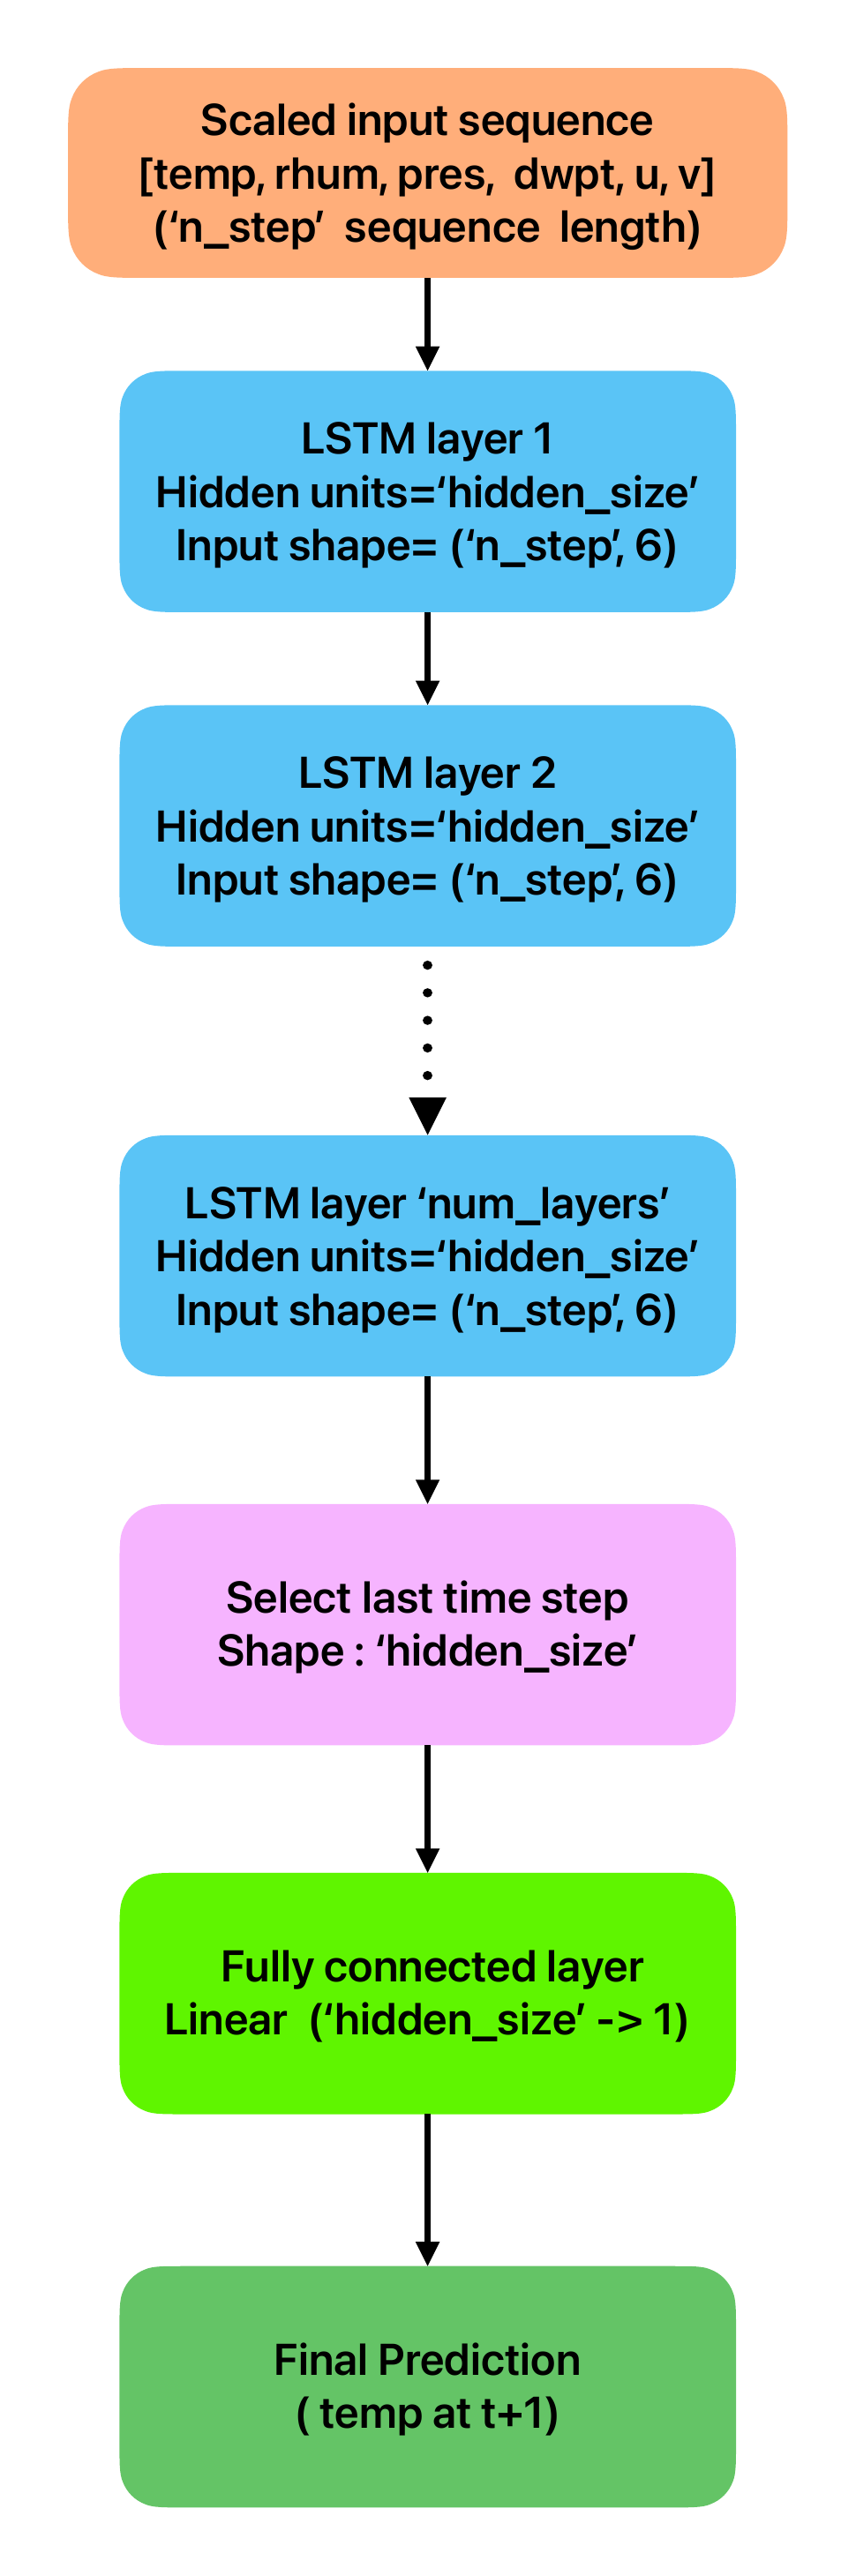 Scaled input sequence
[temp, rhum, pres, dwpt, u, v]
(‘n_step’ sequence length)
LSTM layer 1
Hidden units=‘hidden_size’
Input shape= (‘n_step’, 6)
LSTM layer 2
Hidden units=‘hidden_size’
Input shape= (‘n_step’, 6)
LSTM layer ‘num_layers’
Hidden units=‘hidden_size’
Input shape= (‘n_step’, 6)
Select last time step
Shape : ‘hidden_size’
Fully connected layer
Linear (‘hidden_size’ -> 1)
Final Prediction
( temp at t+1)